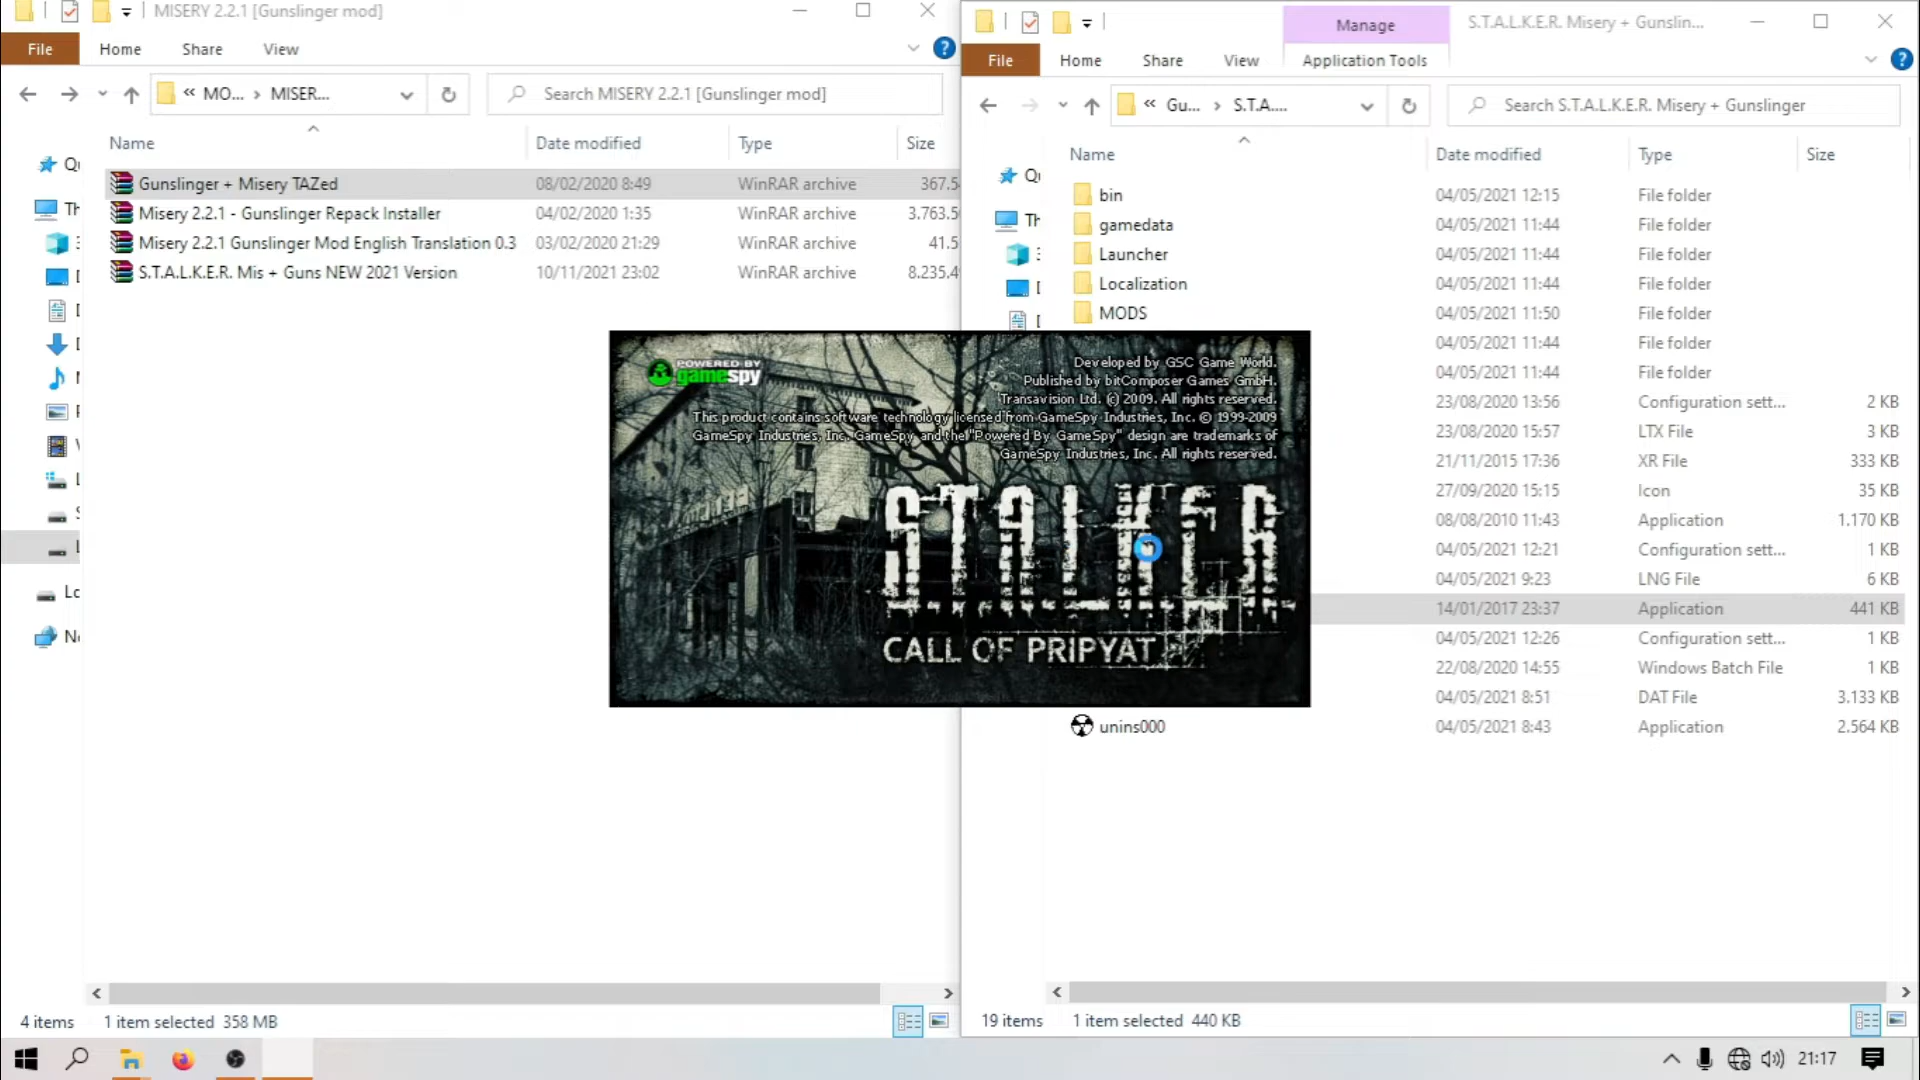 MISERY 2.2.1 [Gunslinger mod]
File
Home
Share
View
?
« MO... › MISER...
Search MISERY 2.2.1 [Gunslinger mod]
Name
Date modified
Type
Size
Gunslinger + Misery TAZed
08/02/2020 8:49
WinRAR archive
367.5
Misery 2.2.1 - Gunslinger Repack Installer
04/02/2020 1:35
WinRAR archive
3.763.5
Misery 2.2.1 Gunslinger Mod English Translation 0.3
03/02/2020 21:29
WinRAR archive
41.5
S.T.A.L.K.E.R. Mis + Guns NEW 2021 Version
10/11/2021 23:02
WinRAR archive
8.235.4
4 items
1 item selected 358 MB
Manage
S.T.A.L.K.E.R. Misery + Gunslin...
File
Home
Share
View
Application Tools
?
« Gu... › S.T.A....
Search S.T.A.L.K.E.R. Misery + Gunslinger
Name
Date modified
Type
Size
bin
04/05/2021 12:15
File folder
gamedata
04/05/2021 11:44
File folder
Launcher
04/05/2021 11:44
File folder
Localization
04/05/2021 11:44
File folder
MODS
04/05/2021 11:50
File folder
04/05/2021 11:44
File folder
04/05/2021 11:44
File folder
23/08/2020 13:56
Configuration sett...
2 KB
23/08/2020 15:57
LTX File
3 KB
21/11/2015 17:36
XR File
333 KB
27/09/2020 15:15
Icon
35 KB
08/08/2010 11:43
Application
1.170 KB
04/05/2021 12:21
Configuration sett...
1 KB
04/05/2021 9:23
LNG File
6 KB
14/01/2017 23:37
Application
441 KB
04/05/2021 12:26
Configuration sett...
1 KB
22/08/2020 14:55
Windows Batch File
1 KB
04/05/2021 8:51
DAT File
3.133 KB
unins000
04/05/2021 8:43
Application
2.564 KB
19 items
1 item selected 440 KB
POWERED BY
gamespy
Developed by GSC Game World.
Published by bitComposer Games GmbH.
Transavision Ltd. © 2009. All rights reserved.
This product contains software technology licensed from GameSpy Industries, Inc. © 1999-2009
GameSpy Industries, Inc. GameSpy and the "Powered By GameSpy" design are trademarks of
GameSpy Industries, Inc. All rights reserved.
S.T.A.L.K.E.R.
CALL OF PRIPYAT
21:17